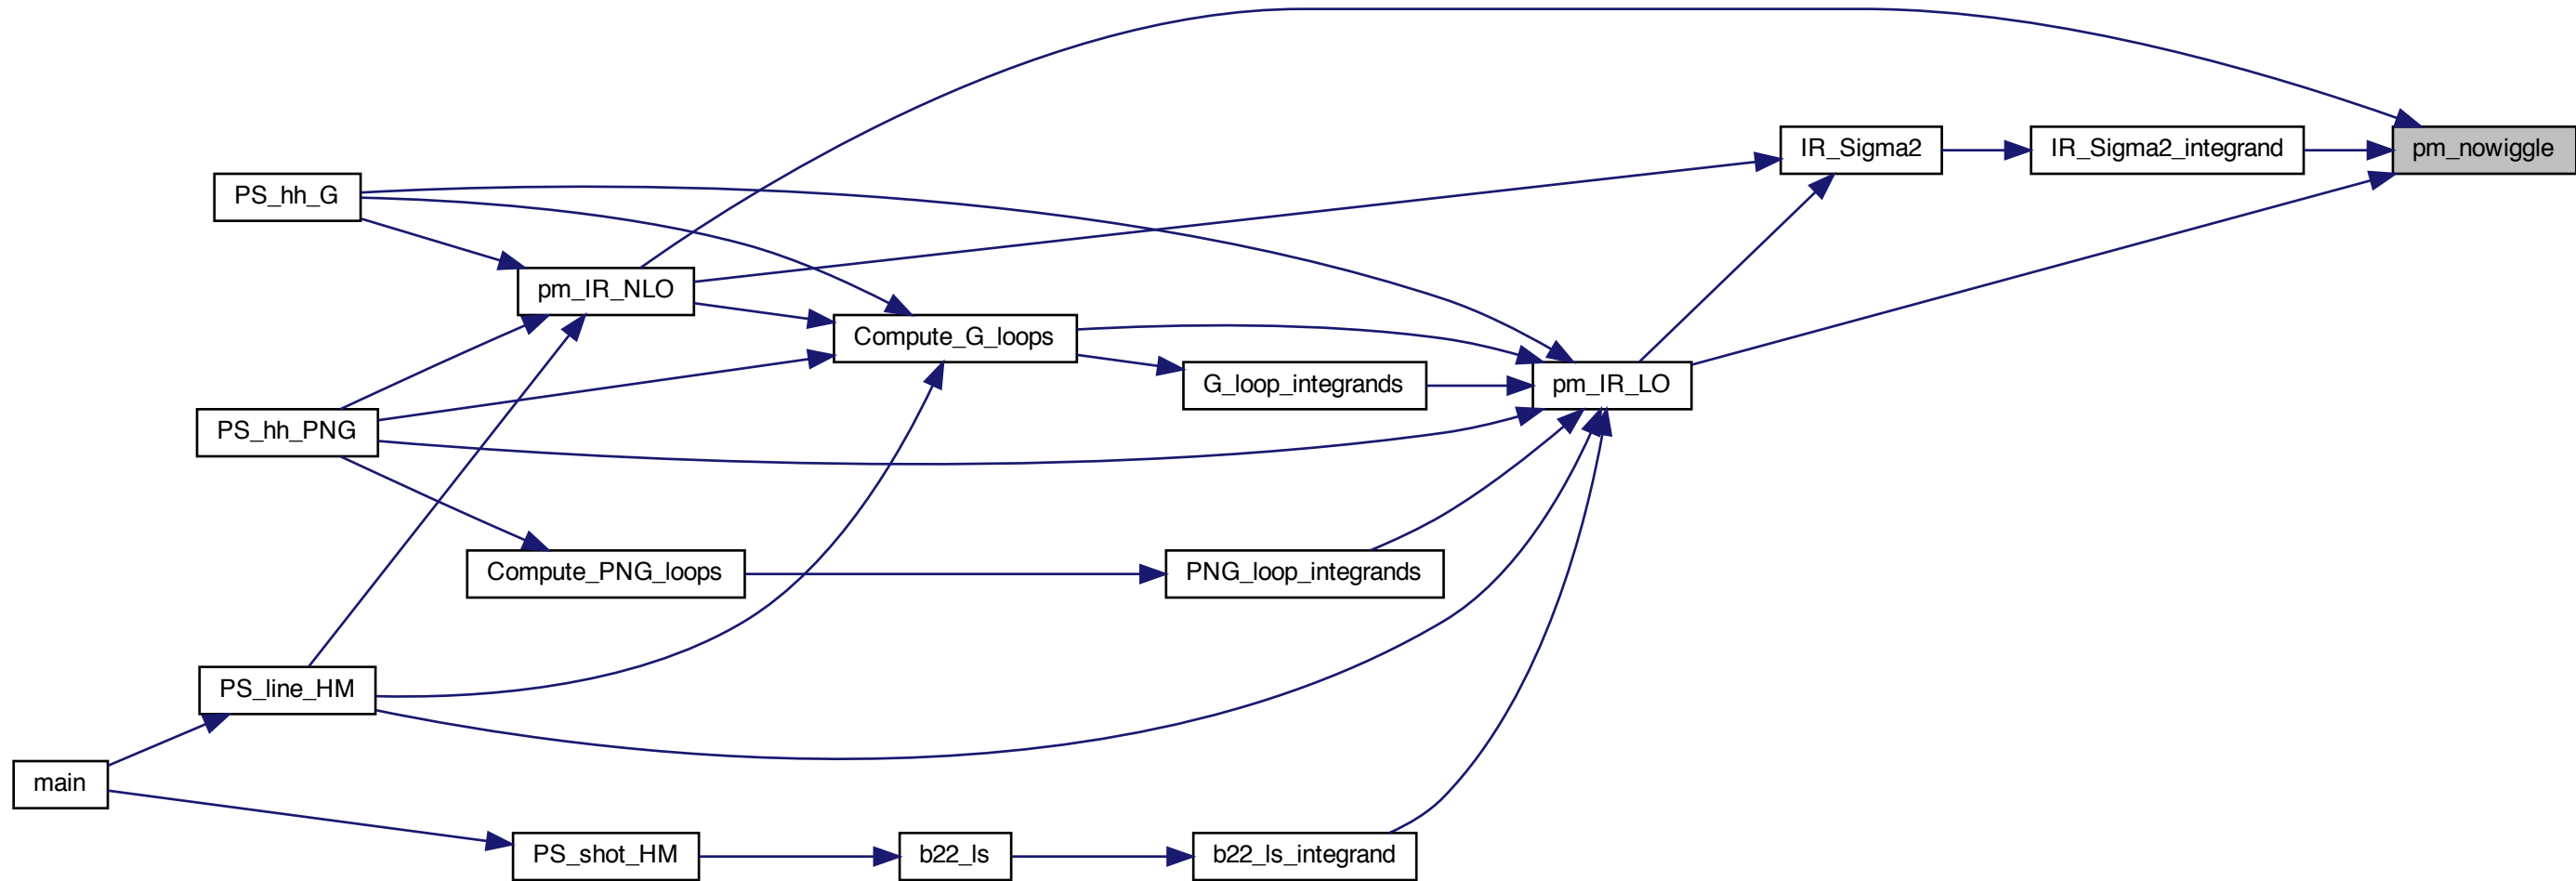 IR_Sigma2
IR_Sigma2_integrand
pm_nowiggle
PS_hh_G
pm_IR_NLO
Compute_G_loops
G_loop_integrands
pm_IR_LO
PS_hh_PNG
Compute_PNG_loops
PNG_loop_integrands
PS_line_HM
main
PS_shot_HM
b22_ls
b22_ls_integrand